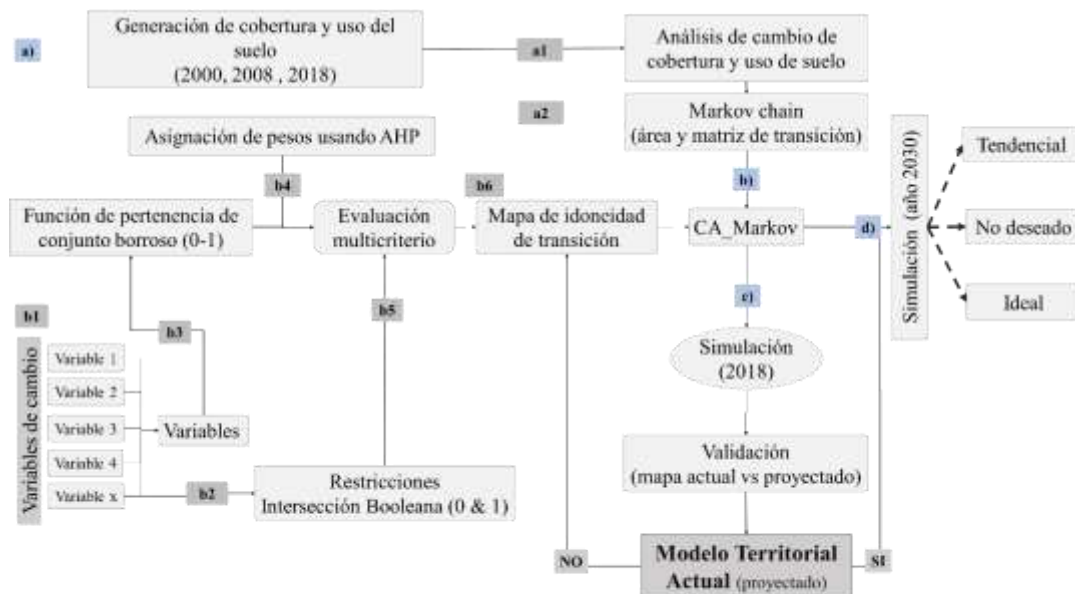 a)
Generación de cobertura y uso del
suelo
(2000, 2008 , 2018)
a1
Análisis de cambio de
cobertura y uso de suelo
a2
Markov chain
(área y matriz de transición)
Asignación de pesos usando AHP
b4
b6
b)
Función de pertenencia de
conjunto borroso (0-1)
Evaluación
multicriterio
Mapa de idoneidad
de transición
CA_Markov
d)
Simulación (año 2030)
Tendencial
No deseado
Ideal
b1
b3
b5
c)
Variables de cambio
Variable 1
Variable 2
Variable 3
Variable 4
Variable x
Variables
b2
Restricciones
Intersección Booleana (0 & 1)
Simulación
(2018)
Validación
(mapa actual vs proyectado)
NO
Modelo Territorial
Actual (proyectado)
SI